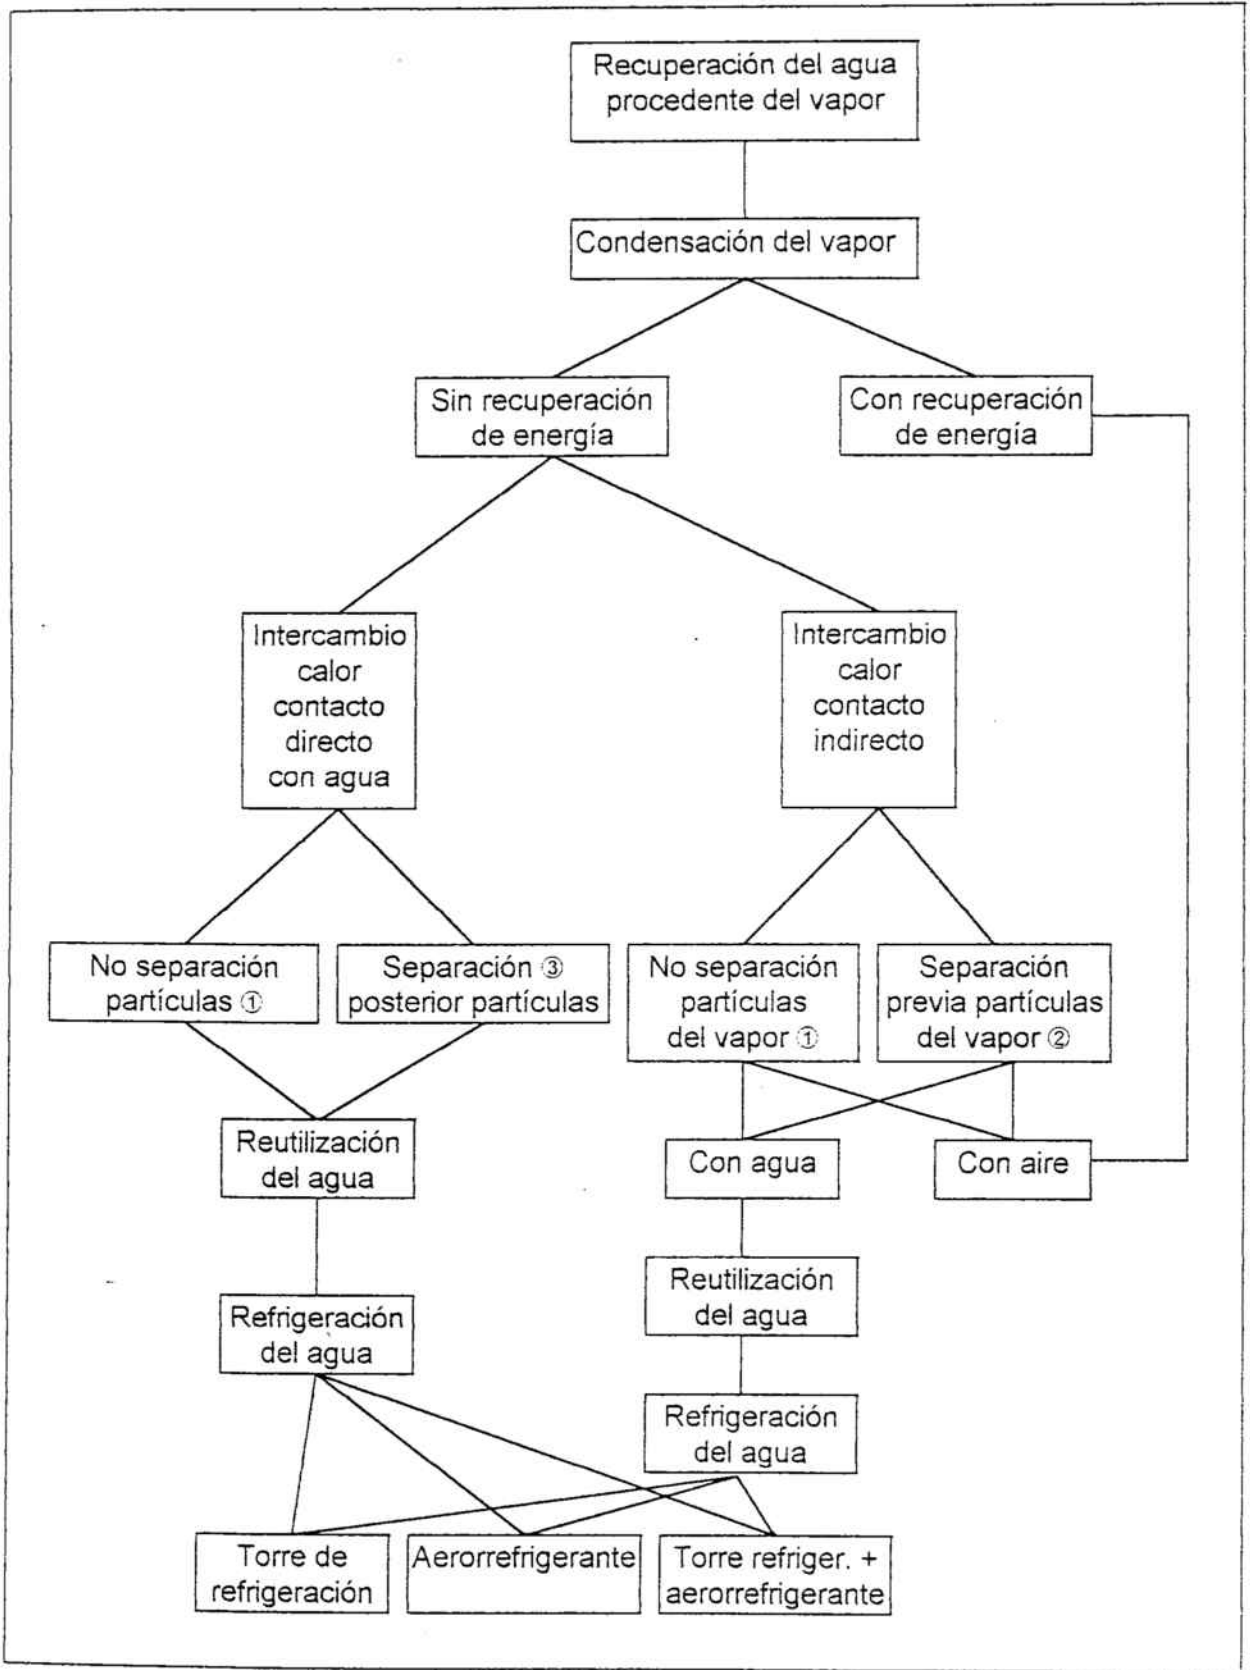 Recuperación del agua
procedente del vapor
Condensación del vapor
Sin recuperación
de energía
Con recuperación
de energía
Intercambio
calor
contacto
directo
con agua
Intercambio
calor
contacto
indirecto
No separación
partículas ①
Separación ③
posterior partículas
No separación
partículas
del vapor ①
Separación
previa partículas
del vapor ②
Reutilización
del agua
Con agua
Con aire
Reutilización
del agua
Refrigeración
del agua
Refrigeración
del agua
Torre de
refrigeración
Aerorrefrigerante
Torre refriger. +
aerorrefrigerante